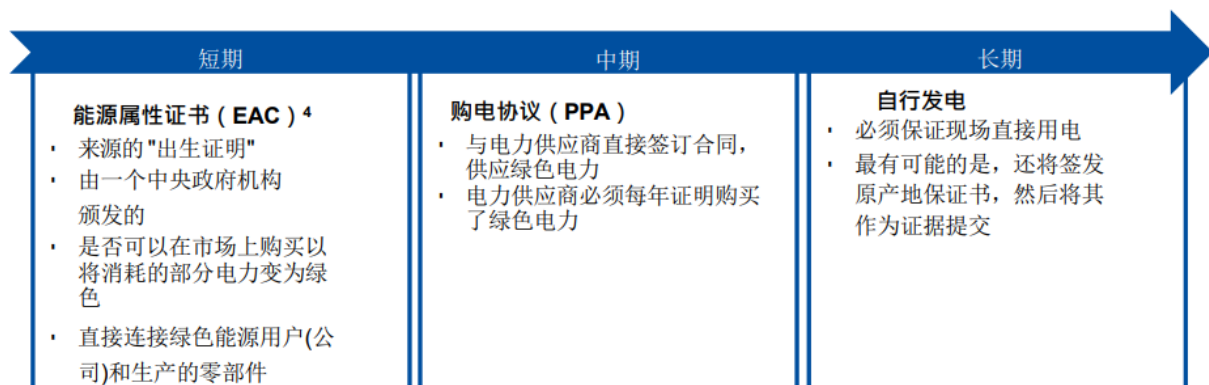 短期
中期
长期
能源属性证书（EAC）4
· 来源的"出生证明"
· 由一个中央政府机构
颁发的
· 是否可以在市场上购买以
将消耗的部分电力变为绿
色
· 直接连接绿色能源用户(公
司)和生产的零部件
购电协议（PPA）
· 与电力供应商直接签订合同，
供应绿色电力
· 电力供应商必须每年证明购买
了绿色电力
自行发电
· 必须保证现场直接用电
· 最有可能的是，还将签发
原产地保证书，然后将其
作为证据提交